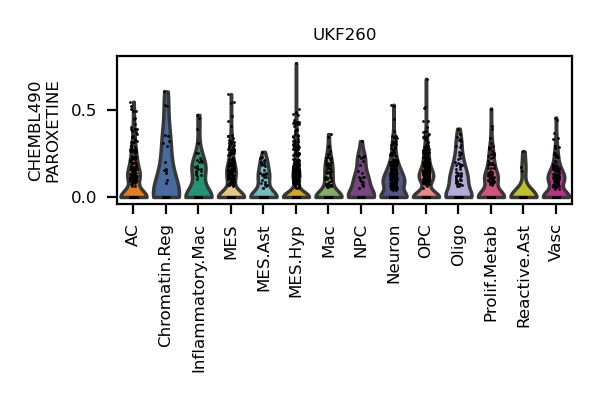 UKF260
CHEMBL490
PAROXETINE
0.5
0.0
AC
Chromatin.Reg
Inflammatory.Mac
MES
MES.Ast
MES.Hyp
Mac
NPC
Neuron
OPC
Oligo
Prolif.Metab
Reactive.Ast
Vasc